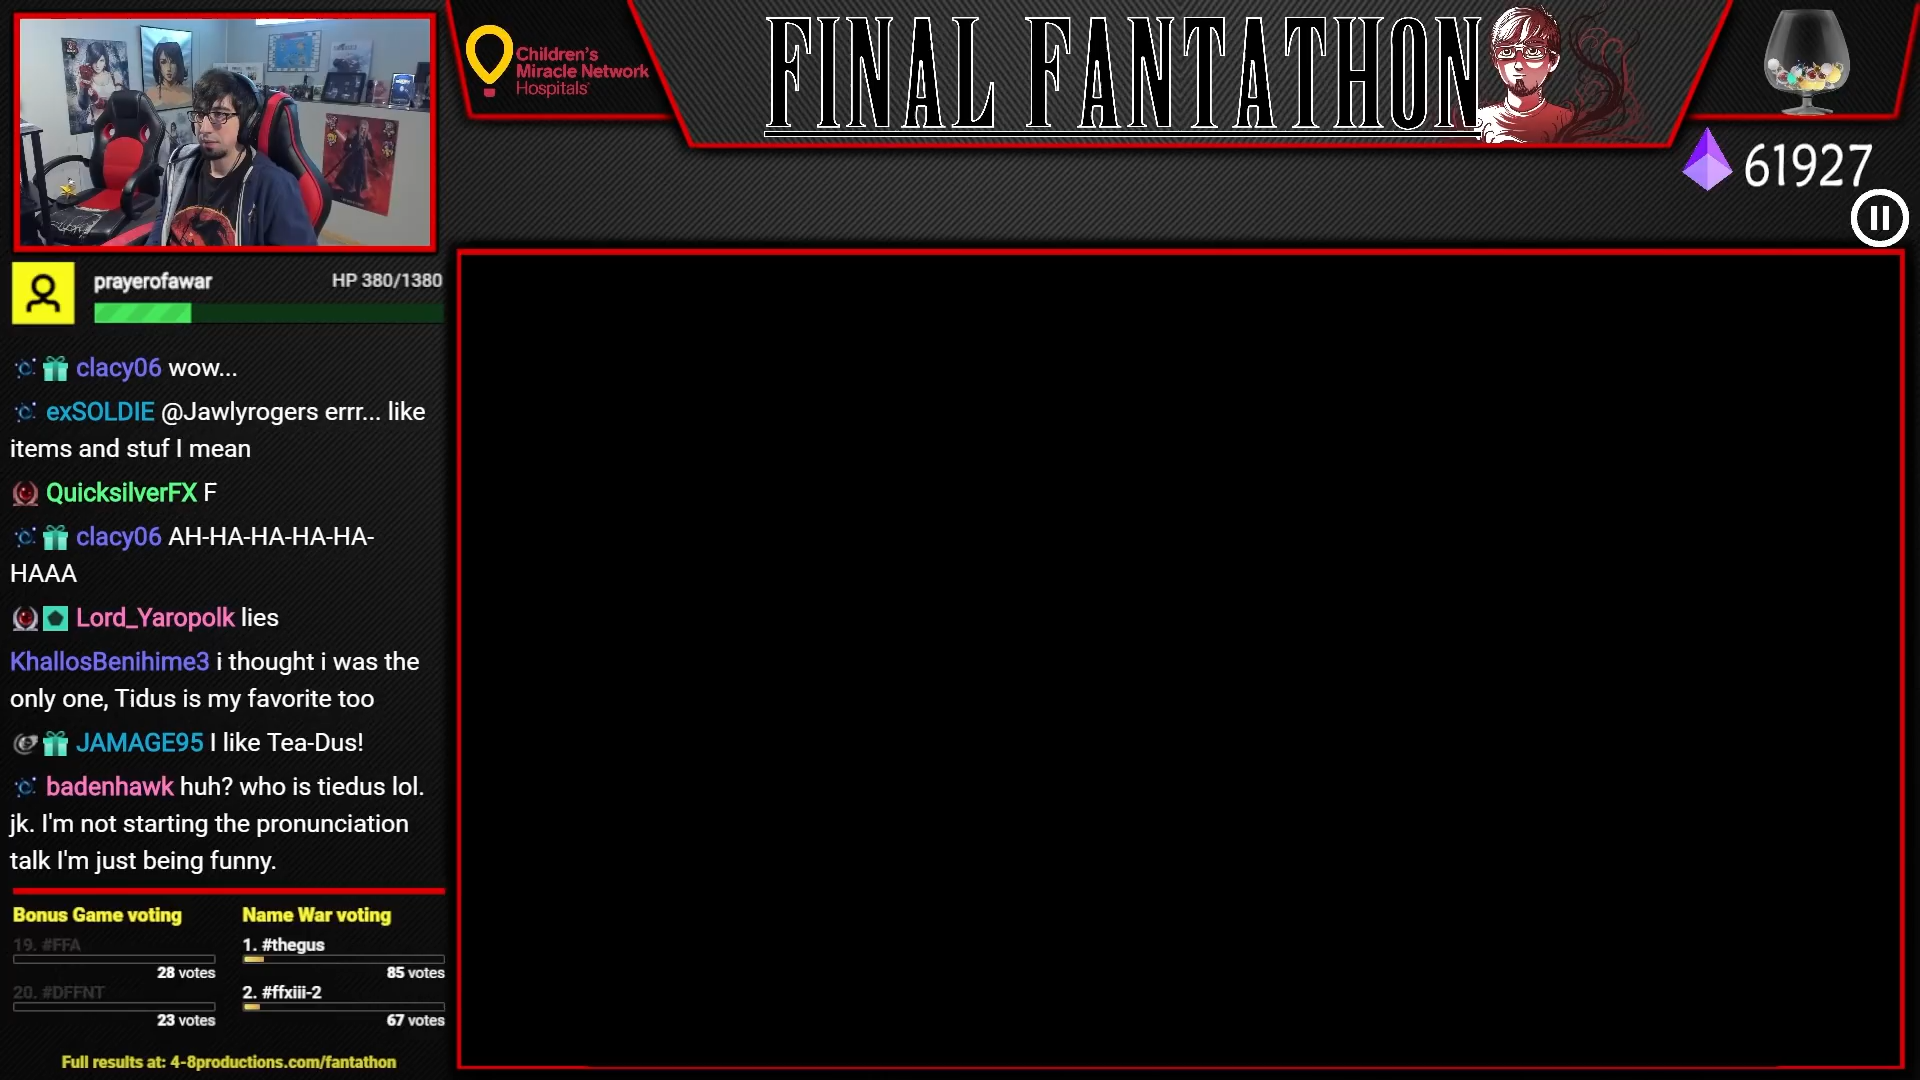 Children's
Miracle Network
Hospitals
FINAL FANTATHON
61927
prayerofawar
HP 380/1380
clacy06 wow...
exSOLDIE @Jawlyrogers errr... like
items and stuf I mean
QuicksilverFX F
clacy06 AH-HA-HA-HA-HA-
HAAA
Lord_Yaropolk lies
KhallosBenihime3 i thought i was the
only one, Tidus is my favorite too
JAMAGE95 I like Tea-Dus!
badenhawk huh? who is tiedus lol.
jk. I'm not starting the pronunciation
talk I'm just being funny.
Bonus Game voting
19. #FFA
28 votes
20. #DFFNT
23 votes
Name War voting
1. #thegus
85 votes
2. #ffxiii-2
67 votes
Full results at: 4-8productions.com/fantathon